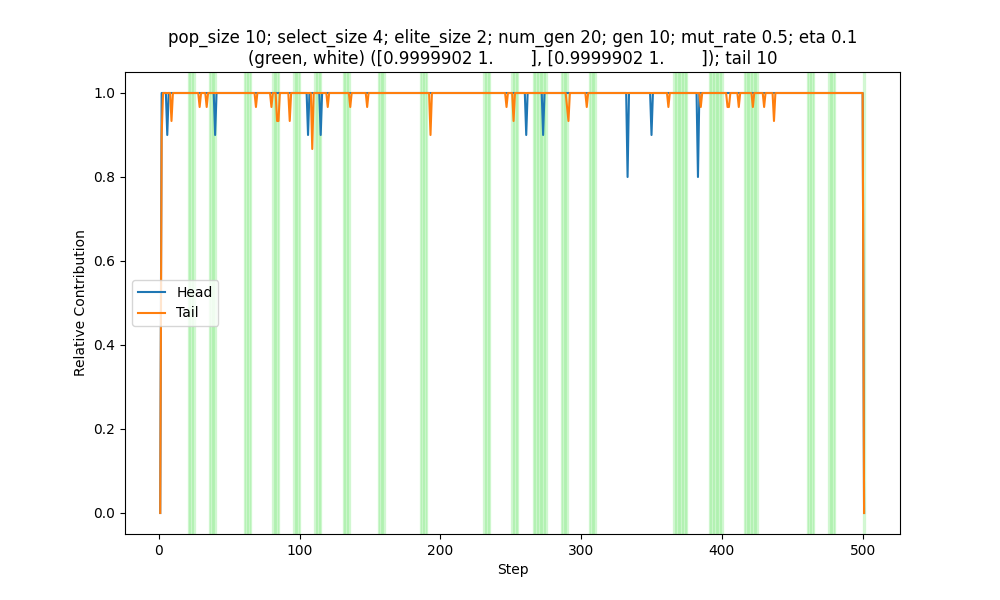 pop_size 10; select_size 4; elite_size 2; num_gen 20; gen 10; mut_rate 0.5; eta 0.1
(green, white) ([0.9999902 1.        ], [0.9999902 1.        ]); tail 10
1.0
0.8
0.6
0.4
0.2
0.0
Relative Contribution
Head
Tail
0
100
200
300
400
500
Step